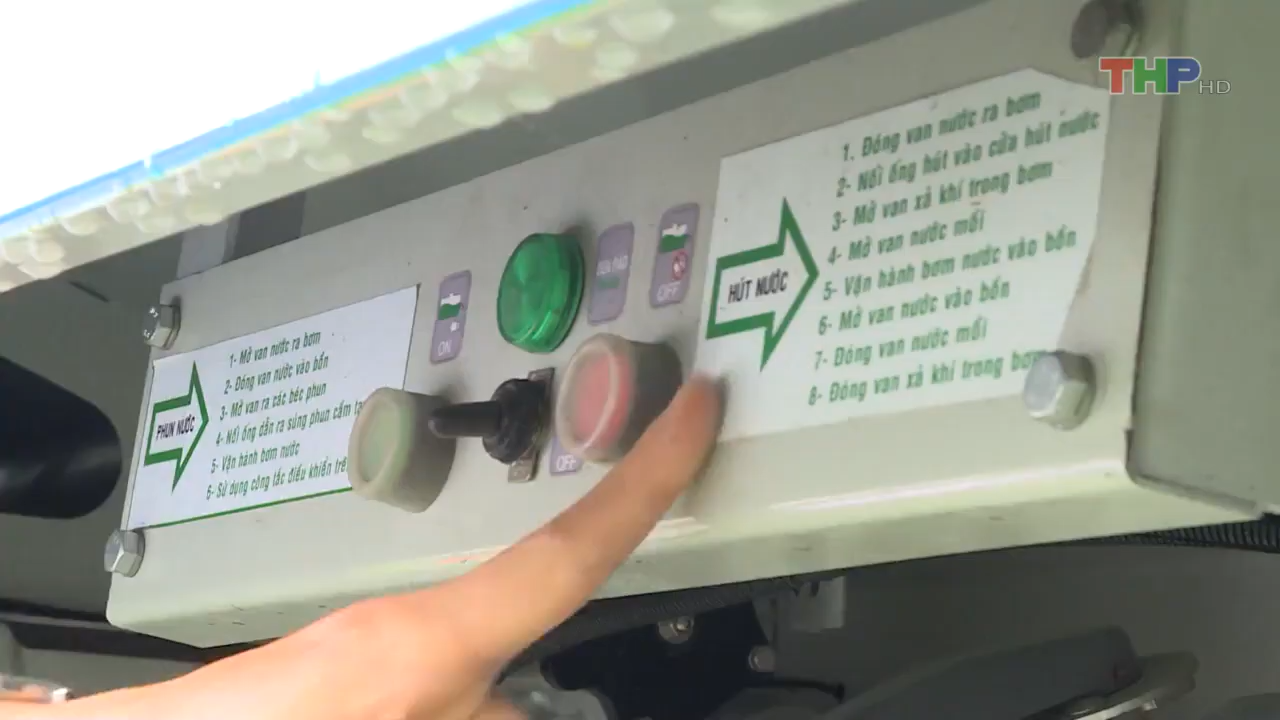 THP HD
1. Đóng van nước ra bơm
2- Nối ống hút vào cửa hút nước
3- Mở van xả khí trong bơm
4- Mở van nước mồi
5- Vận hành bơm nước vào bồn
6- Mở van nước vào bồn
7- Đóng van nước mồi
8- Đóng van xả khí trong bơm
HÚT NƯỚC
OFF
ON
OFF
PHUN NƯỚC
1- Mở van nước ra bơm
2- Đóng van nước vào bồn
3- Mở van ra các béc phun
4- Nối ống dẫn ra súng phun cầm
5- Vận hành bơm nước
6- Sử dụng công tắc điều khiển